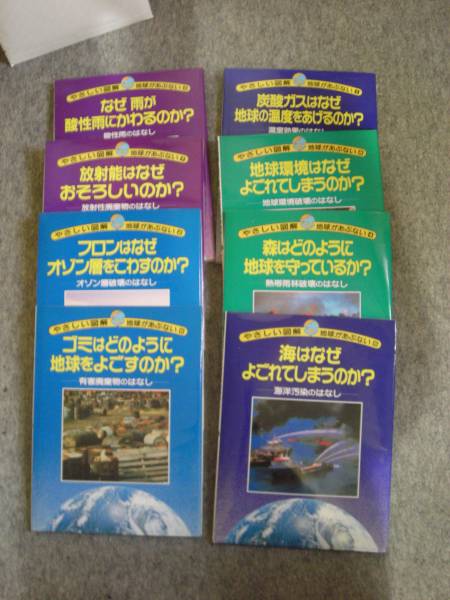 やさしい図解 地球があぶない
なぜ 雨が
酸性雨にかわるのか?
酸性雨のはなし
やさしい図解 地球があぶない
炭酸ガスはなぜ
地球の温度をあげるのか?
温室効果のはなし
やさしい図解 地球があぶない
放射能はなぜ
おそろしいのか?
放射性廃棄物のはなし
やさしい図解 地球があぶない
地球環境はなぜ
よごれてしまうのか?
地球環境破壊のはなし
やさしい図解 地球があぶない
フロンはなぜ
オゾン層をこわすのか?
オゾン層破壊のはなし
やさしい図解 地球があぶない
森はどのように
地球を守っているか?
熱帯雨林破壊のはなし
やさしい図解 地球があぶない
ゴミはどのように
地球をよごすのか?
有害廃棄物のはなし
やさしい図解 地球があぶない
海はなぜ
よごれてしまうのか?
海洋汚染のはなし